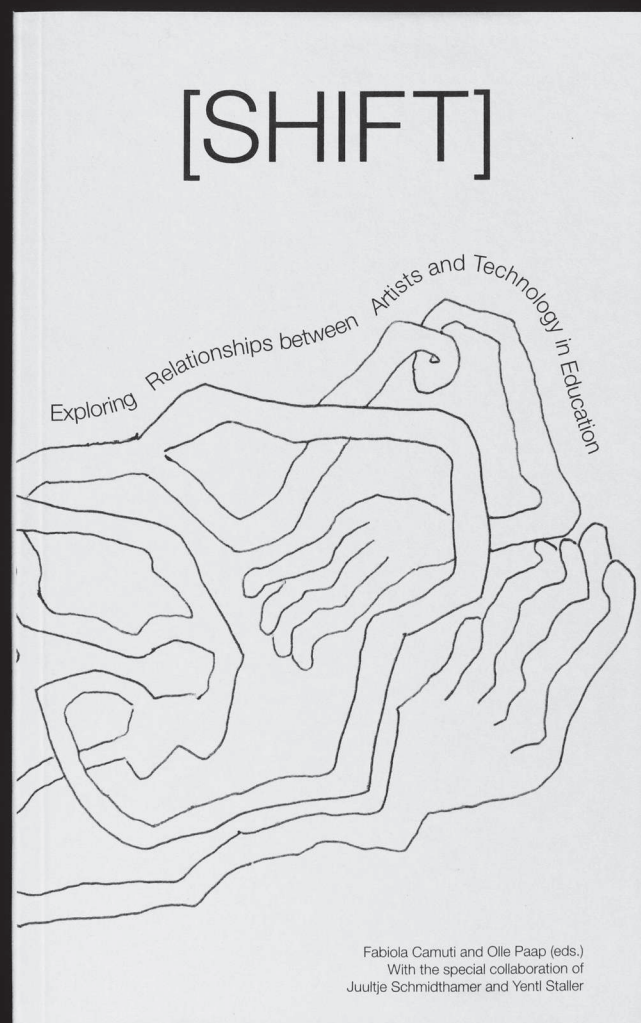 [SHIFT]
Exploring Relationships between Artists and Technology in Education
Fabiola Camuti and Olle Paap (eds.)
With the special collaboration of
Juultje Schmidthamer and Yentl Staller